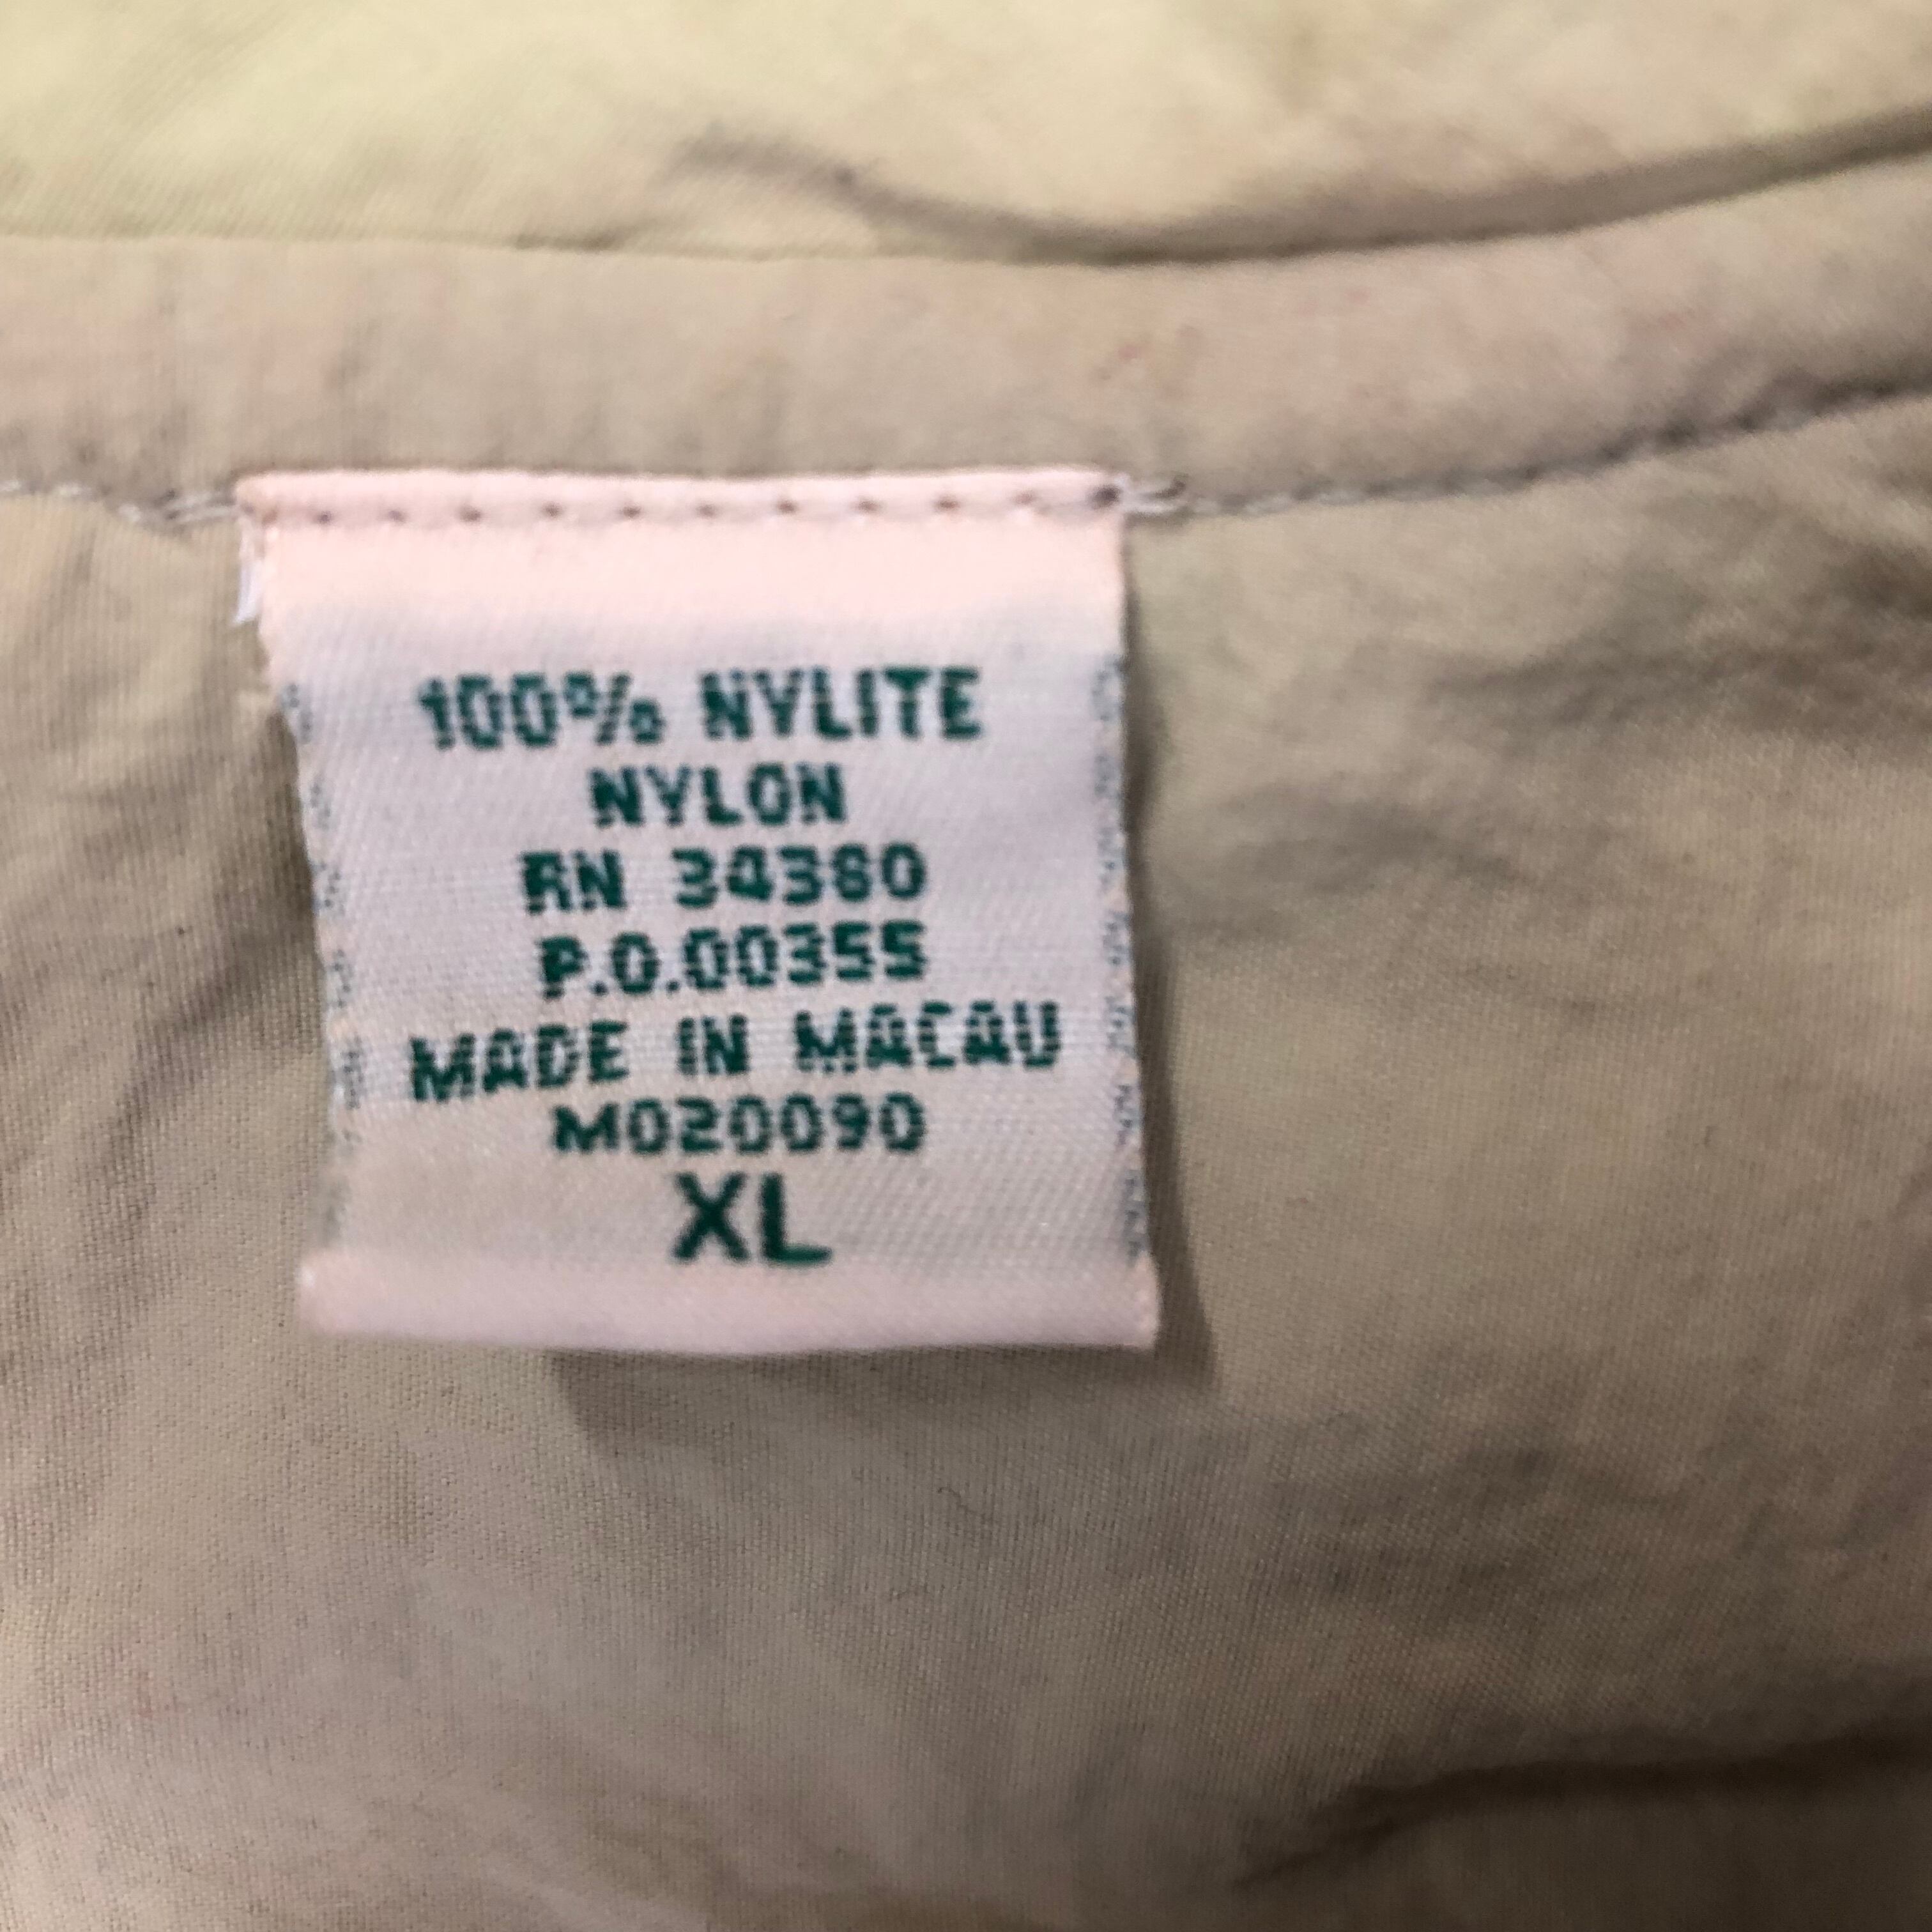 100% NYLITE
NYLON
RN 34380
P.O.00355
MADE IN MACAU
M020090
XL